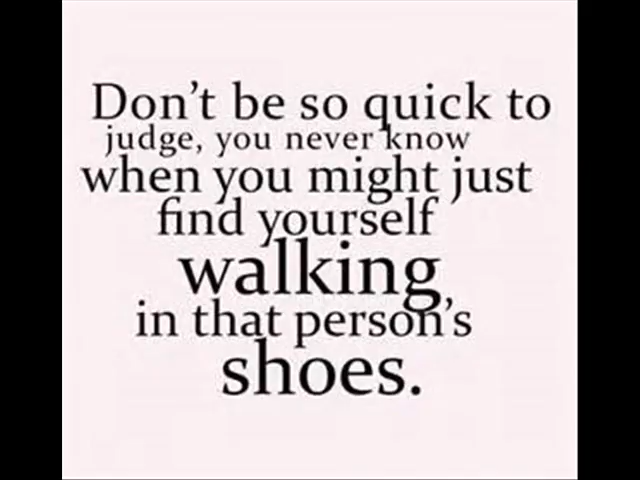 Don’t be so quick to
judge, you never know
when you might just
find yourself
walking
in that person’s
shoes.